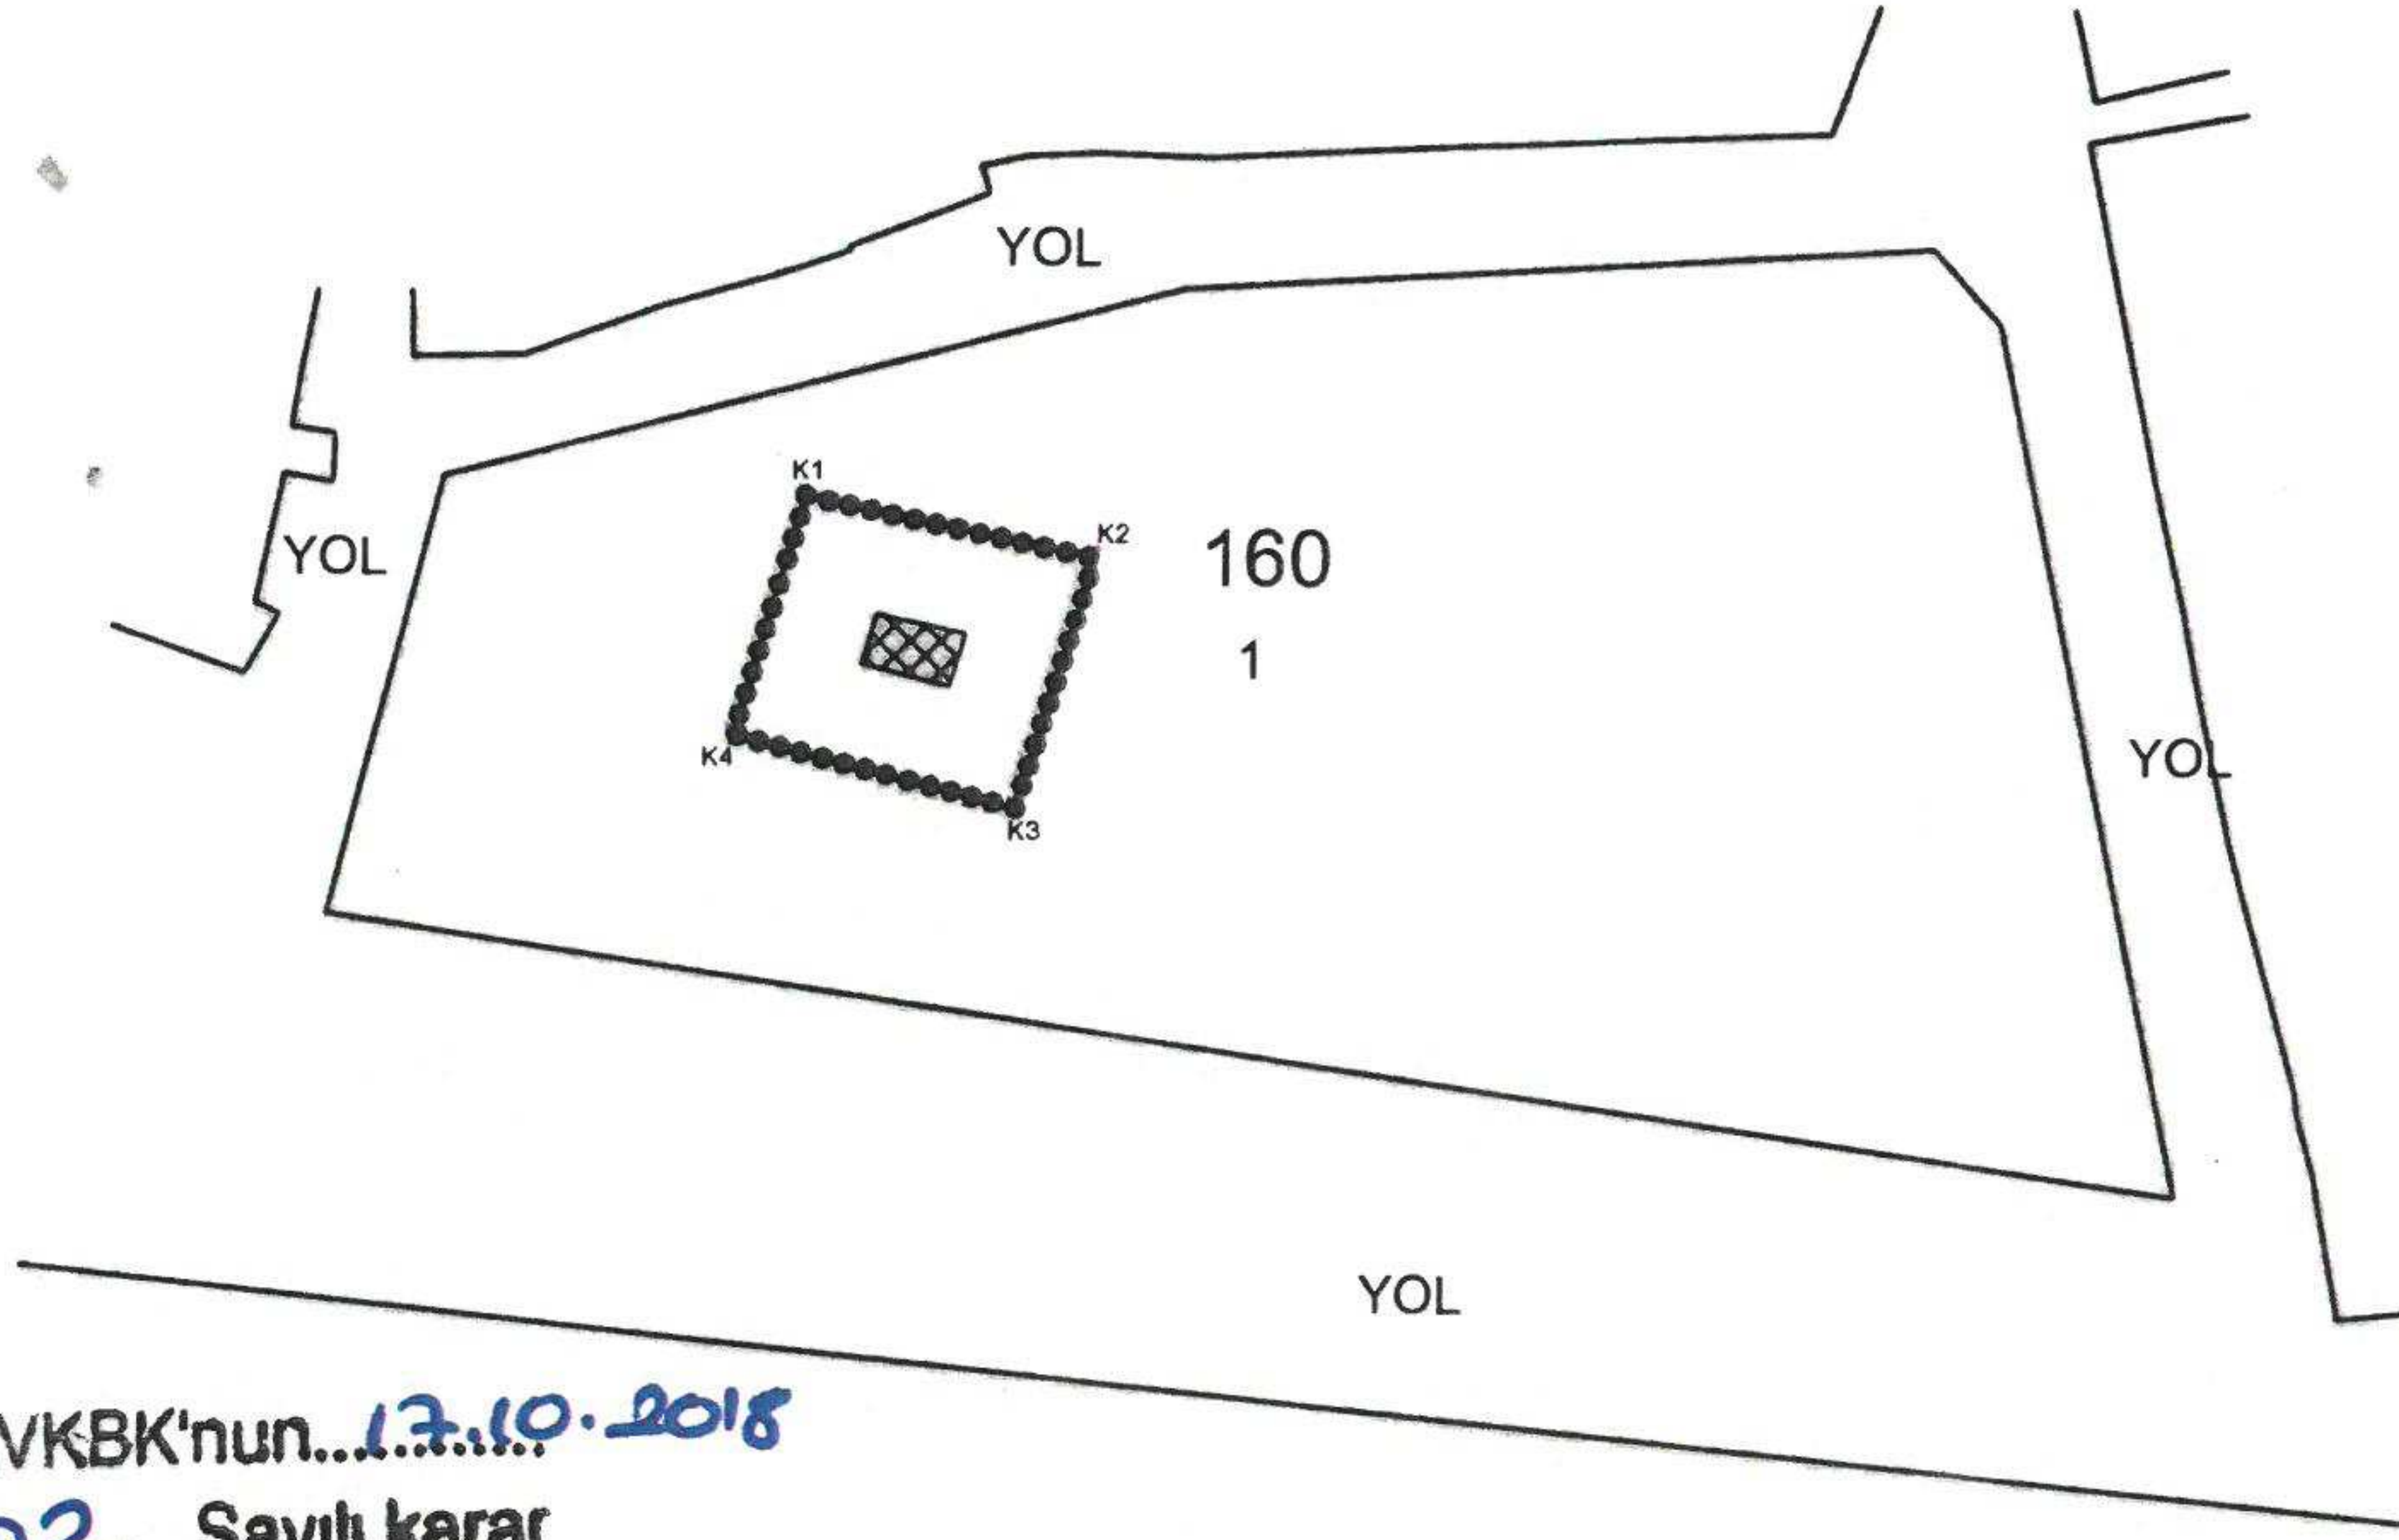 YOL
K1
K2
160
YOL
1
K4
YOL
K3
YOL
VKBK'nun............. 17.10.2018
Sayılı karar